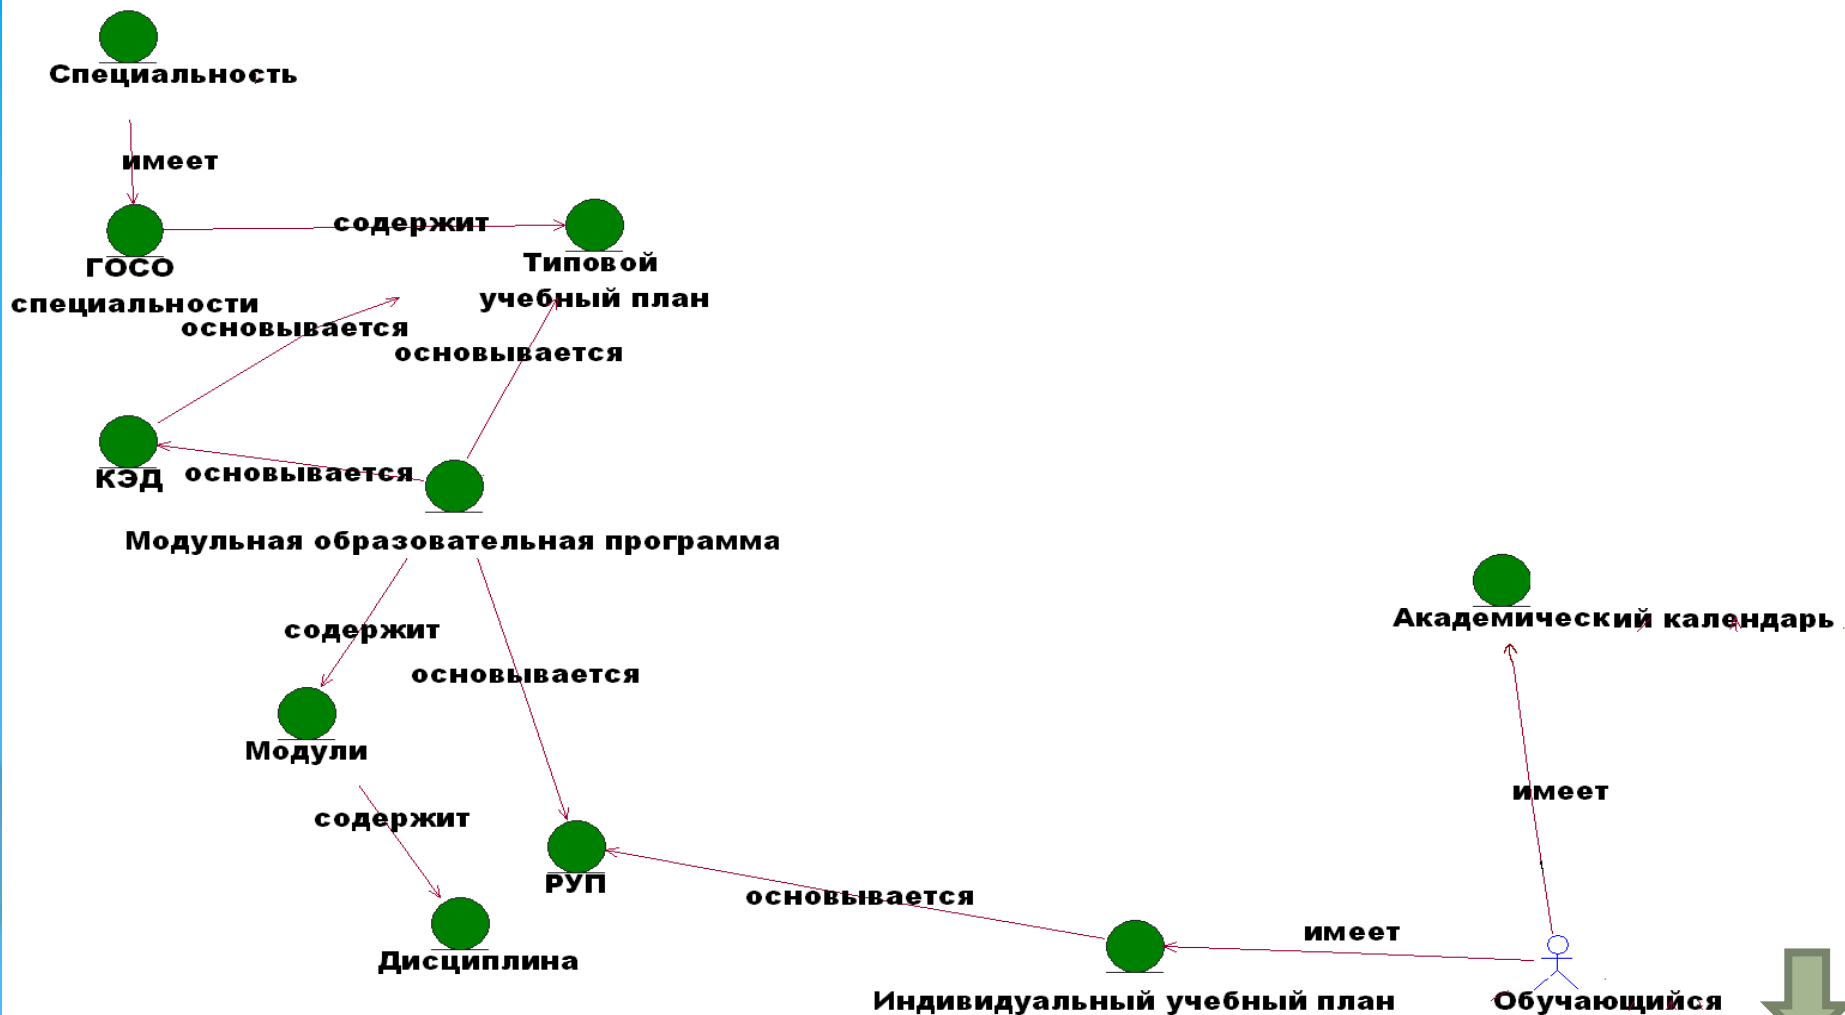 Специальность
имеет
содержит
ГОСО
специальности
Типовой
учебный план
основывается
основывается
КЭД
основывается
Модульная образовательная программа
содержит
основывается
Модули
содержит
РУП
Дисциплина
основывается
Индивидуальный учебный план
имеет
Академический календарь
имеет
Обучающийся